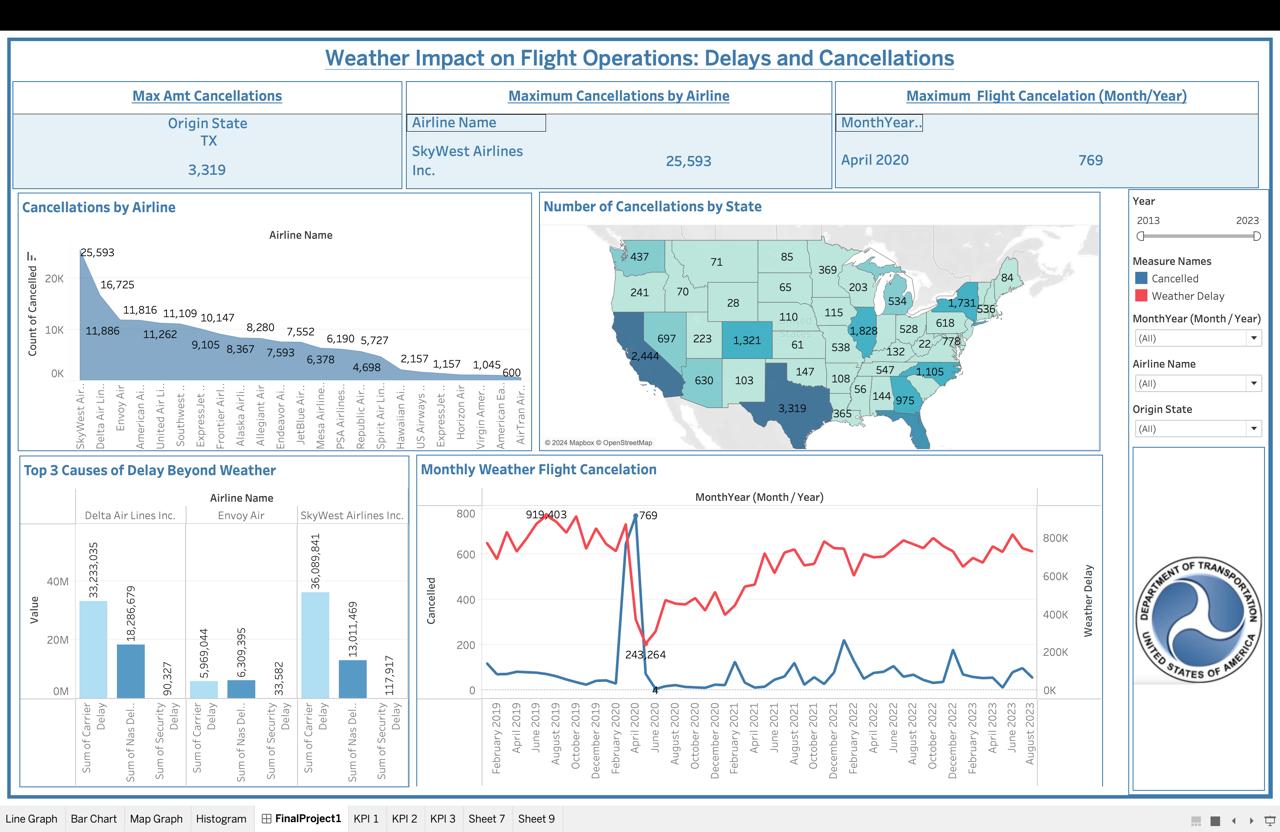 Weather Impact on Flight Operations: Delays and Cancellations
Max Amt Cancellations
Origin State
TX
3,319
Maximum Cancellations by Airline
Airline Name
SkyWest Airlines
Inc.
25,593
Maximum Flight Cancelation (Month/Year)
MonthYear..
April 2020
769
Cancellations by Airline
Airline Name
Count of Cancelled
20K
10K
0K
25,593
16,725
11,886
11,816
11,262
11,109
9,105
10,147
8,367
8,280
7,593
7,552
6,378
6,190
4,698
5,727
2,157
1,157
1,045
600
SkyWest Air..
Delta Air Lin..
Envoy Air
American Ai..
United Air Li..
Southwest ..
ExpressJet ..
Frontier Airl..
Alaska Airli..
Allegiant Air
Endeavor Ai..
JetBlue Air..
Mesa Airline..
PSA Airlines..
Republic Air..
Spirit Air Lin..
Hawaiian Ai..
US Airways ..
ExpressJet ..
Horizon Air
Virgin Amer..
American Ea..
AirTran Air..
Number of Cancellations by State
437
71
85
369
84
241
70
65
203
534
1,731
536
28
115
110
1,828
528
618
697
223
1,321
61
538
132
22
778
2,444
630
103
147
108
547
1,105
56
144
975
3,319
365
© 2024 Mapbox © OpenStreetMap
Year
2013
2023
Measure Names
Cancelled
Weather Delay
MonthYear (Month / Year)
(All)
Airline Name
(All)
Origin State
(All)
Top 3 Causes of Delay Beyond Weather
Airline Name
Delta Air Lines Inc.
Envoy Air
SkyWest Airlines Inc.
Value
40M
20M
0M
33,233,035
18,286,679
90,327
5,969,044
6,309,395
33,582
36,089,841
13,011,469
117,917
Sum of Carrier
Delay
Sum of Nas Del..
Sum of Security
Delay
Sum of Carrier
Delay
Sum of Nas Del..
Sum of Security
Delay
Sum of Carrier
Delay
Sum of Nas Del..
Sum of Security
Delay
Monthly Weather Flight Cancelation
MonthYear (Month / Year)
Cancelled
800
600
400
200
0
919,403
769
243,264
4
800K
600K
400K
200K
0K
Weather Delay
February 2019
April 2019
June 2019
August 2019
October 2019
December 2019
February 2020
April 2020
June 2020
August 2020
October 2020
December 2020
February 2021
April 2021
June 2021
August 2021
October 2021
December 2021
February 2022
April 2022
June 2022
August 2022
October 2022
December 2022
February 2023
April 2023
June 2023
August 2023
DEPARTMENT OF TRANSPORTATION
UNITED STATES OF AMERICA
Line Graph
Bar Chart
Map Graph
Histogram
FinalProject1
KPI 1
KPI 2
KPI 3
Sheet 7
Sheet 9